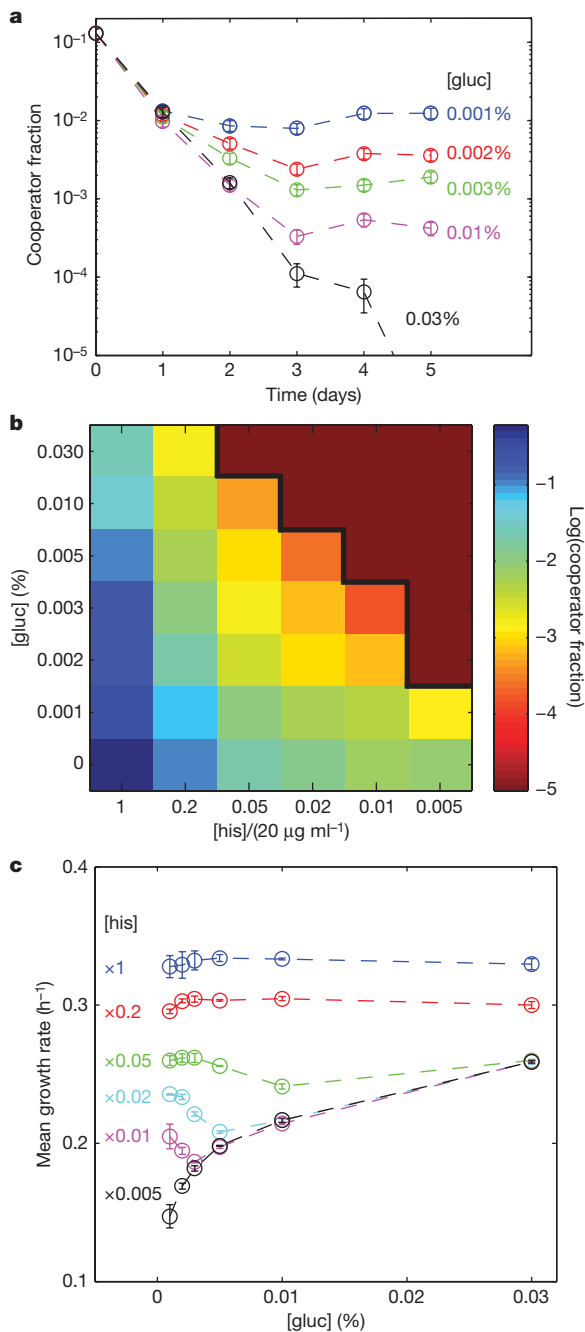 a
10⁻¹
10⁻²
10⁻³
10⁻⁴
10⁻⁵
Cooperator fraction
[gluc]
0.001%
0.002%
0.003%
0.01%
0.03%
0 1 2 3 4 5
Time (days)
b
0.030
0.010
0.005
0.003
0.002
0.001
0
[gluc] (%)
1 0.2 0.05 0.02 0.01 0.005
[his]/(20 μg ml⁻¹)
−1
−2
−3
−4
−5
Log(cooperator fraction)
c
0.4
0.3
0.2
0.1
Mean growth rate (h⁻¹)
[his]
×1
×0.2
×0.05
×0.02
×0.01
×0.005
0 0.01 0.02 0.03
[gluc] (%)